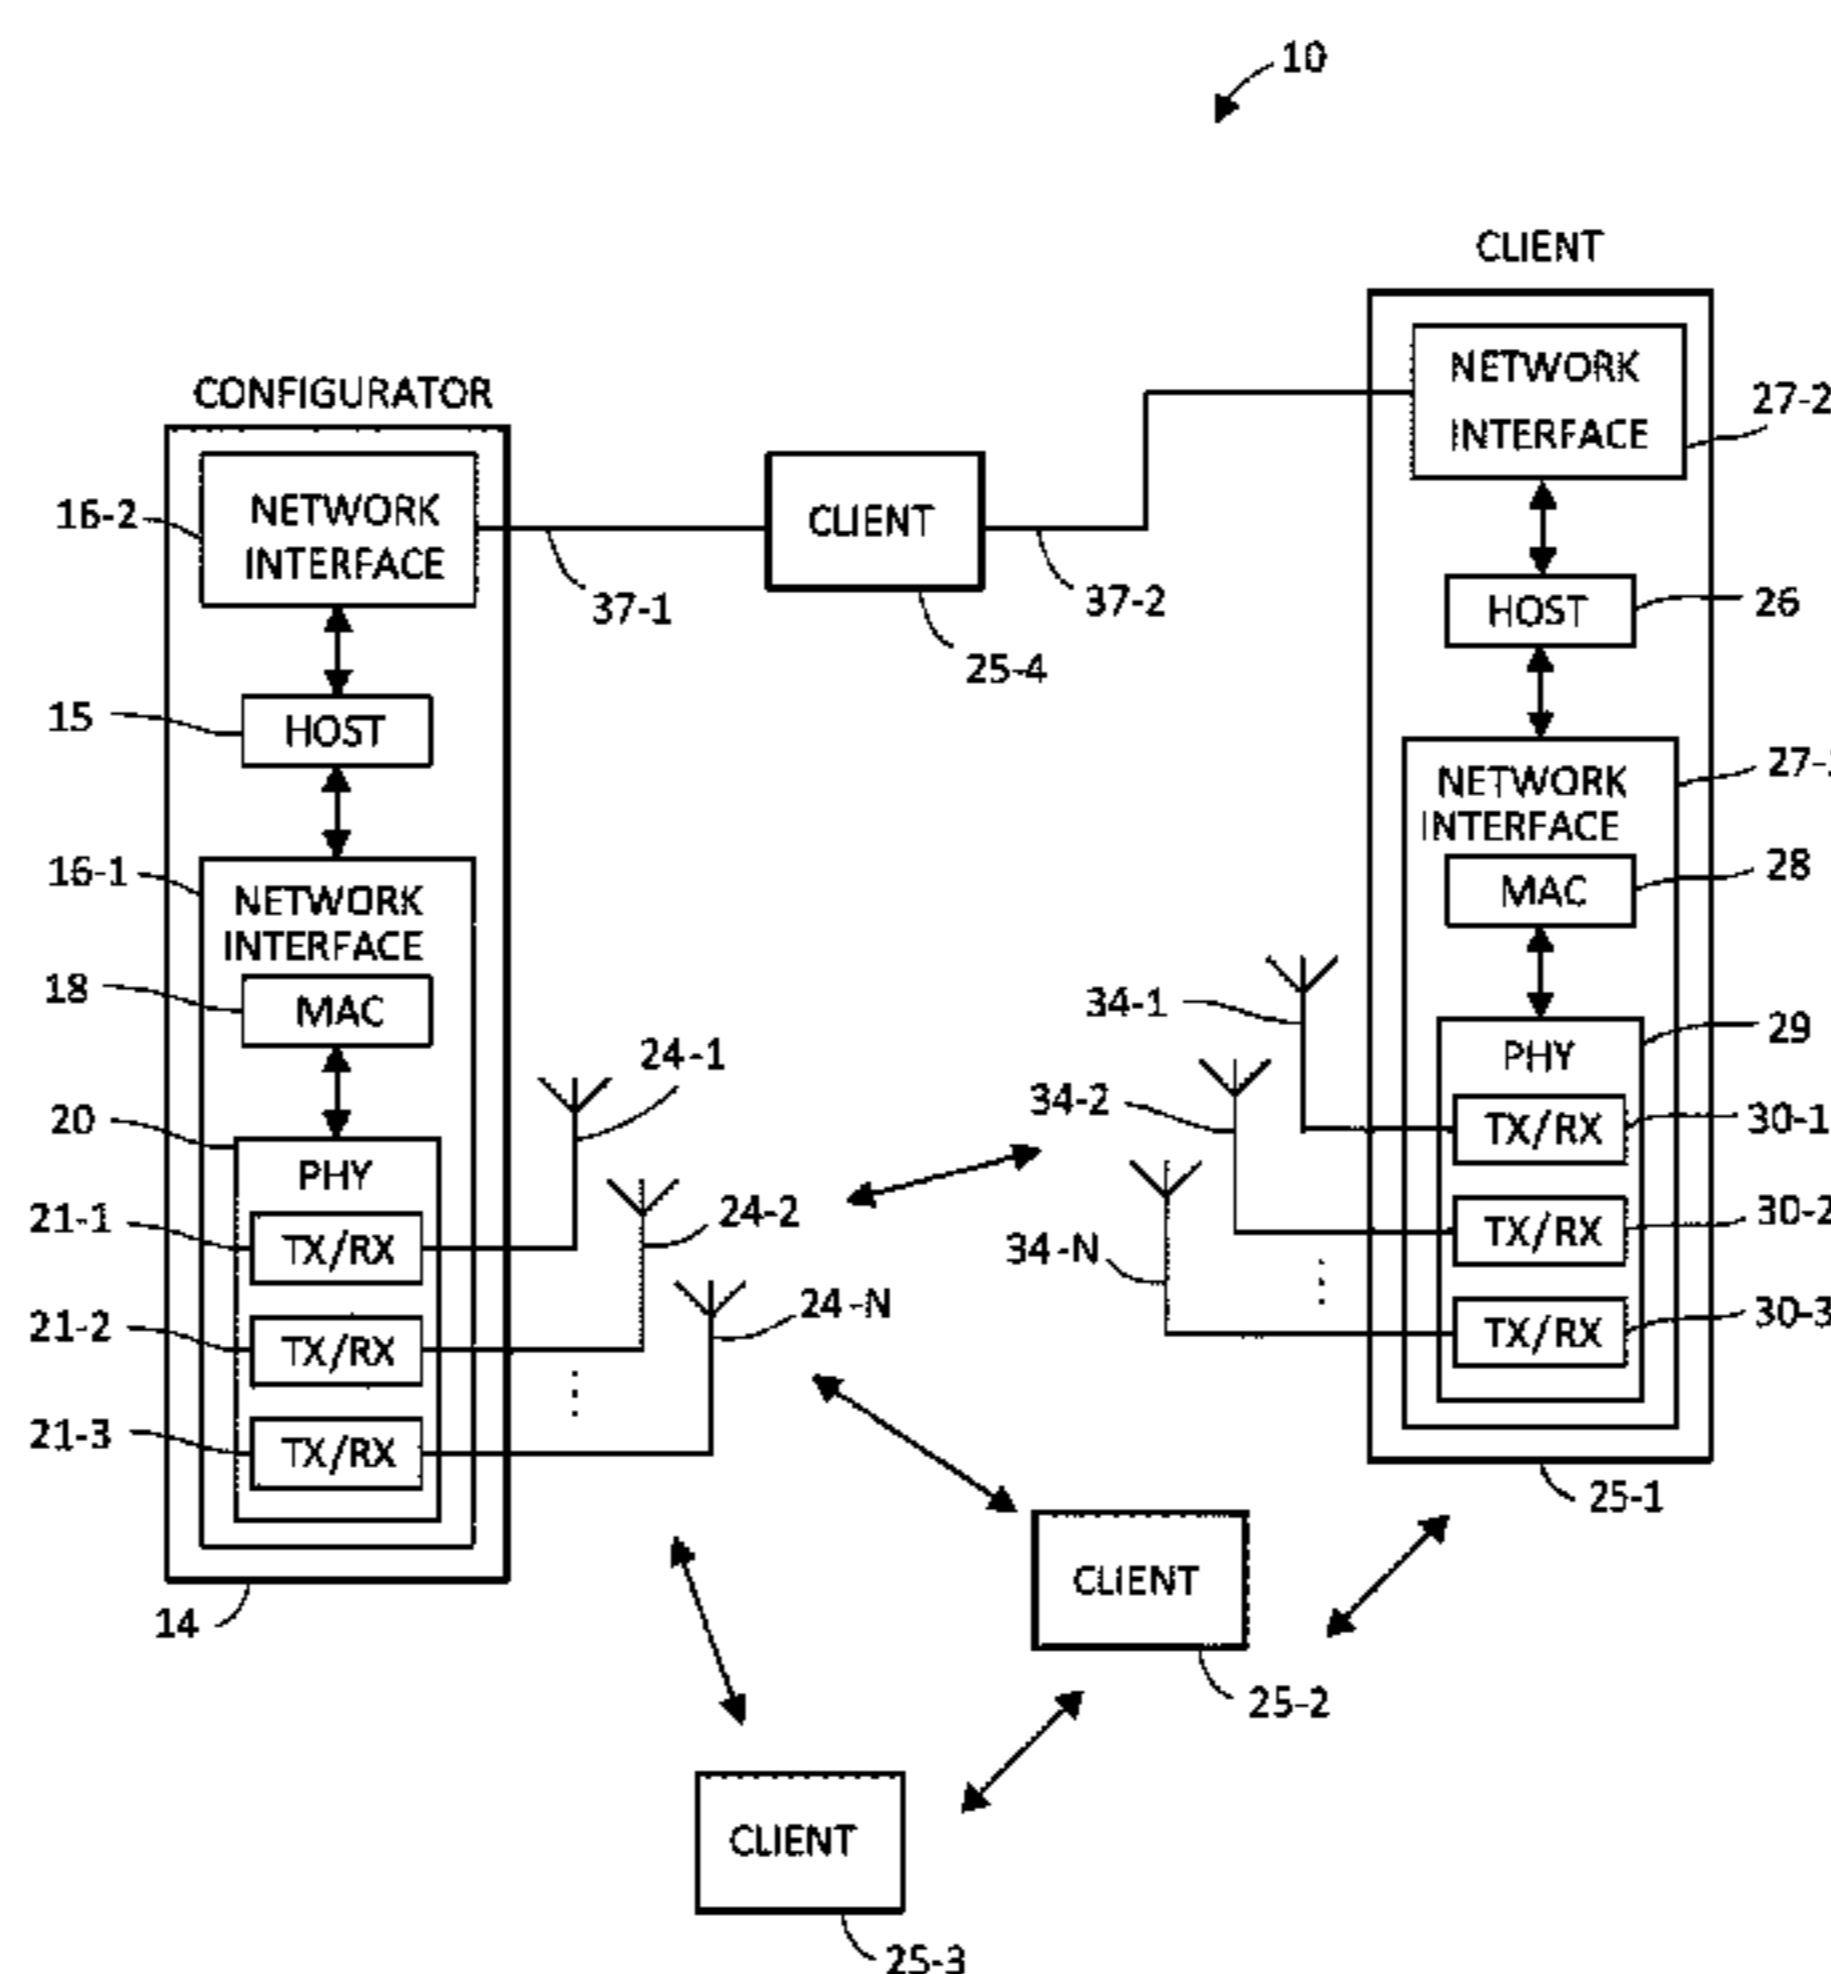 10
CLIENT
NETWORK
INTERFACE
27-2
CONFIGURATOR
16-2
NETWORK
INTERFACE
37-1
CLIENT
37-2
25-4
HOST
26
15
HOST
NETWORK
INTERFACE
27-
16-1
NETWORK
INTERFACE
MAC
28
18
MAC
34-1
PHY
29
24-1
34-2
20
PHY
TX/RX
30-1
21-1
TX/RX
24-2
34-N
TX/RX
30-2
21-2
TX/RX
24-N
TX/RX
30-3
21-3
TX/RX
25-1
14
CLIENT
25-2
CLIENT
25-3